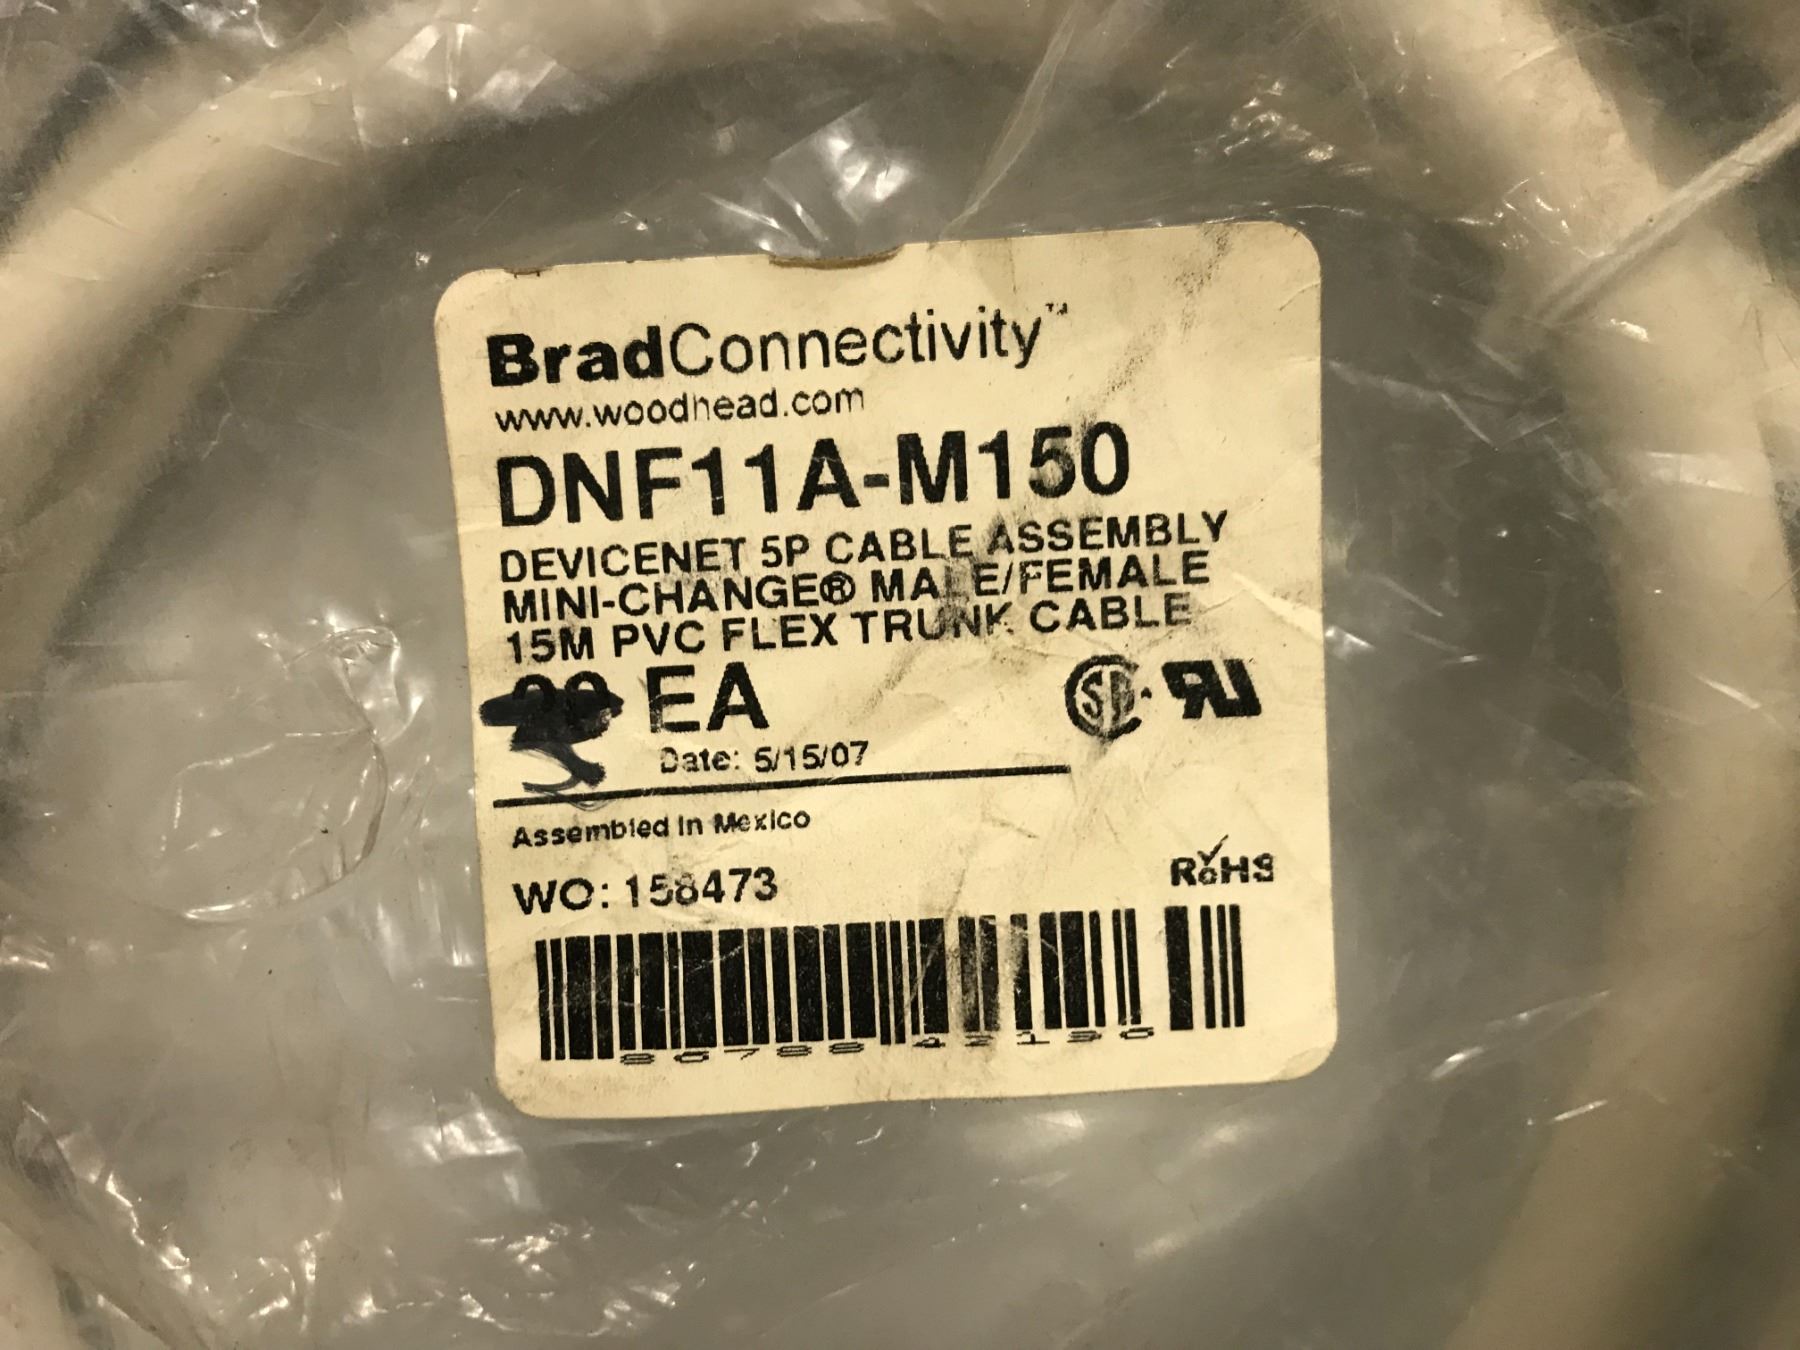 BradConnectivity™
www.woodhead.com
DNF11A-M150
DEVICENET 5P CABLE ASSEMBLY
MINI-CHANGE® MALE/FEMALE
15M PVC FLEX TRUNK CABLE
EA
Date: 5/15/07
Assembled in Mexico
WO: 158473
RoHS